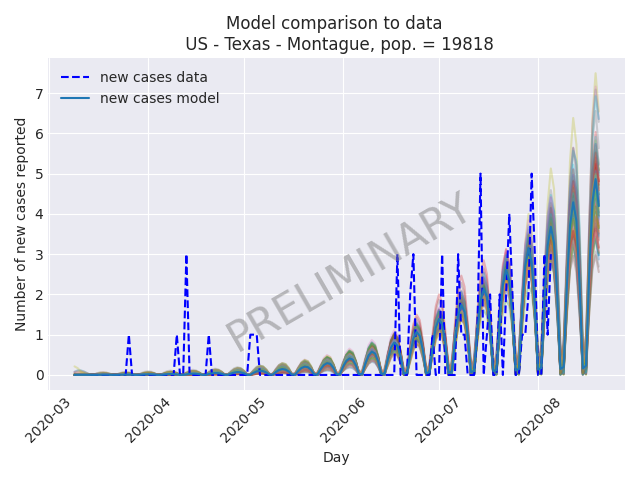 Model comparison to data
US - Texas - Montague, pop. = 19818
new cases data
new cases model
Number of new cases reported
7
6
5
4
3
2
1
0
PRELIMINARY
2020-03
2020-04
2020-05
2020-06
2020-07
2020-08
Day